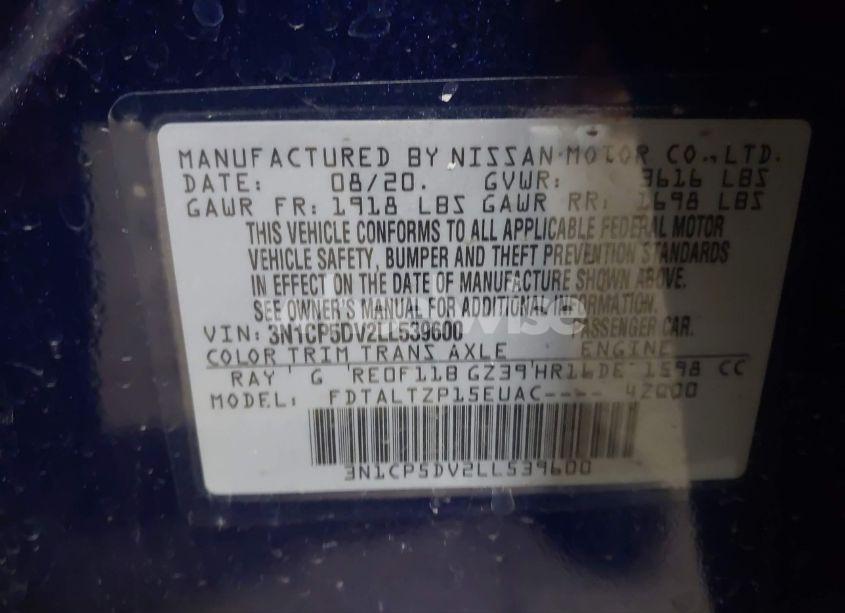 MANUFACTURED BY NISSAN MOTOR CO., LTD.
DATE: 08/20. GVWR: 3616 LBS
GAWR FR: 1918 LBS GAWR RR: 1698 LBS
THIS VEHICLE CONFORMS TO ALL APPLICABLE FEDERAL MOTOR
VEHICLE SAFETY, BUMPER AND THEFT PREVENTION STANDARDS
IN EFFECT ON THE DATE OF MANUFACTURE SHOWN ABOVE.
SEE OWNER'S MANUAL FOR ADDITIONAL INFORMATION.
VIN: 3N1CP5DV2LL539600 PASSENGER CAR.
COLOR TRIM TRANS AXLE ENGINE
RAY G RE0F11B GZ39 HR16DE 1598 CC
MODEL: FDTALTZP15EUAC----
3N1CP5DV2LL539600